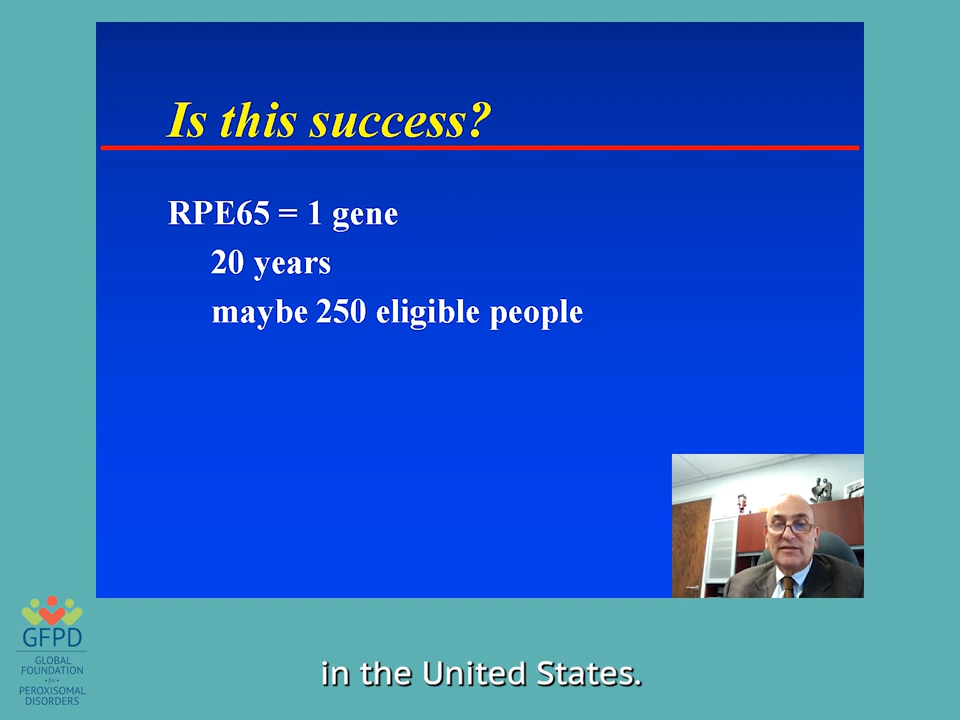 Is this success?
RPE65 = 1 gene
20 years
maybe 250 eligible people
GFPD
GLOBAL
FOUNDATION
for
PEROXISOMAL
DISORDERS
in the United States.